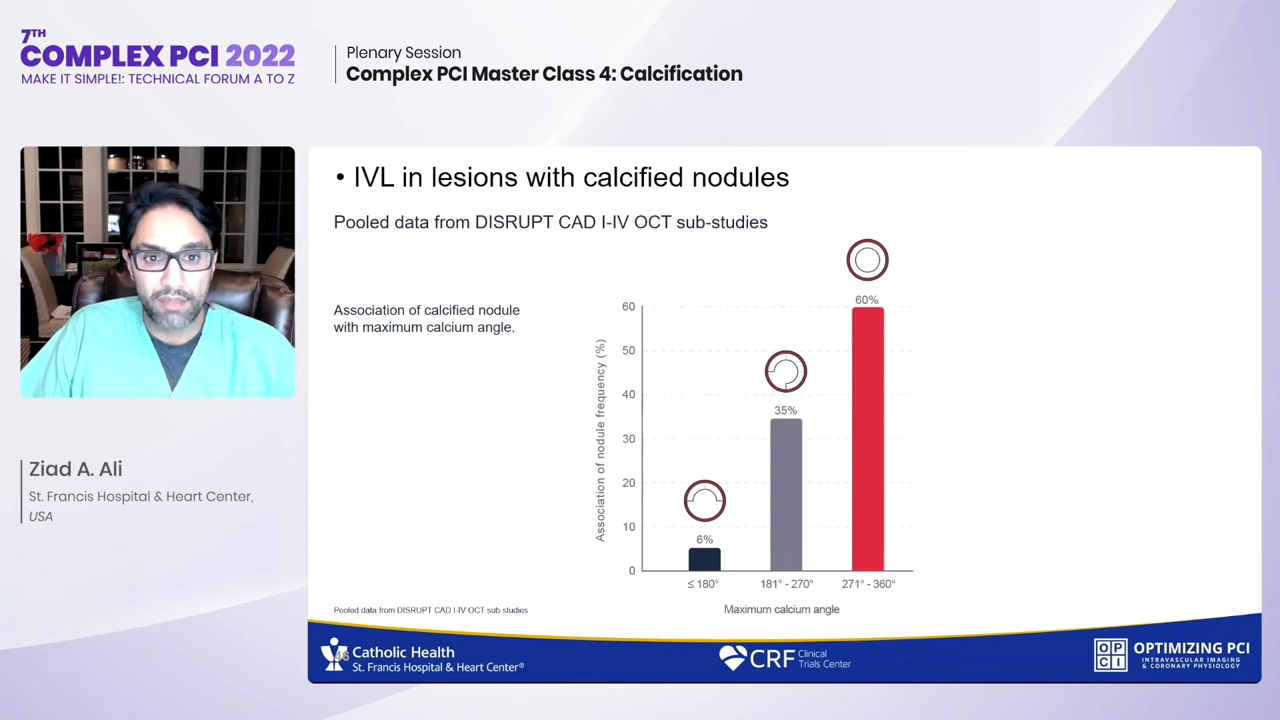 7TH
COMPLEX PCI 2022
MAKE IT SIMPLE!: TECHNICAL FORUM A TO Z
Plenary Session
Complex PCI Master Class 4: Calcification
• IVL in lesions with calcified nodules
Pooled data from DISRUPT CAD I-IV OCT sub-studies
Association of calcified nodule
with maximum calcium angle.
Association of nodule frequency (%)
60
50
40
30
20
10
0
6%
35%
60%
≤ 180°
181° - 270°
271° - 360°
Maximum calcium angle
Pooled data from DISRUPT CAD I-IV OCT sub-studies
Ziad A. Ali
St. Francis Hospital & Heart Center,
USA
46
Catholic Health
St. Francis Hospital & Heart Center®
CRF Clinical
Trials Center
OP
CI
OPTIMIZING PCI
INTRAVASCULAR IMAGING
& CORONARY PHYSIOLOGY